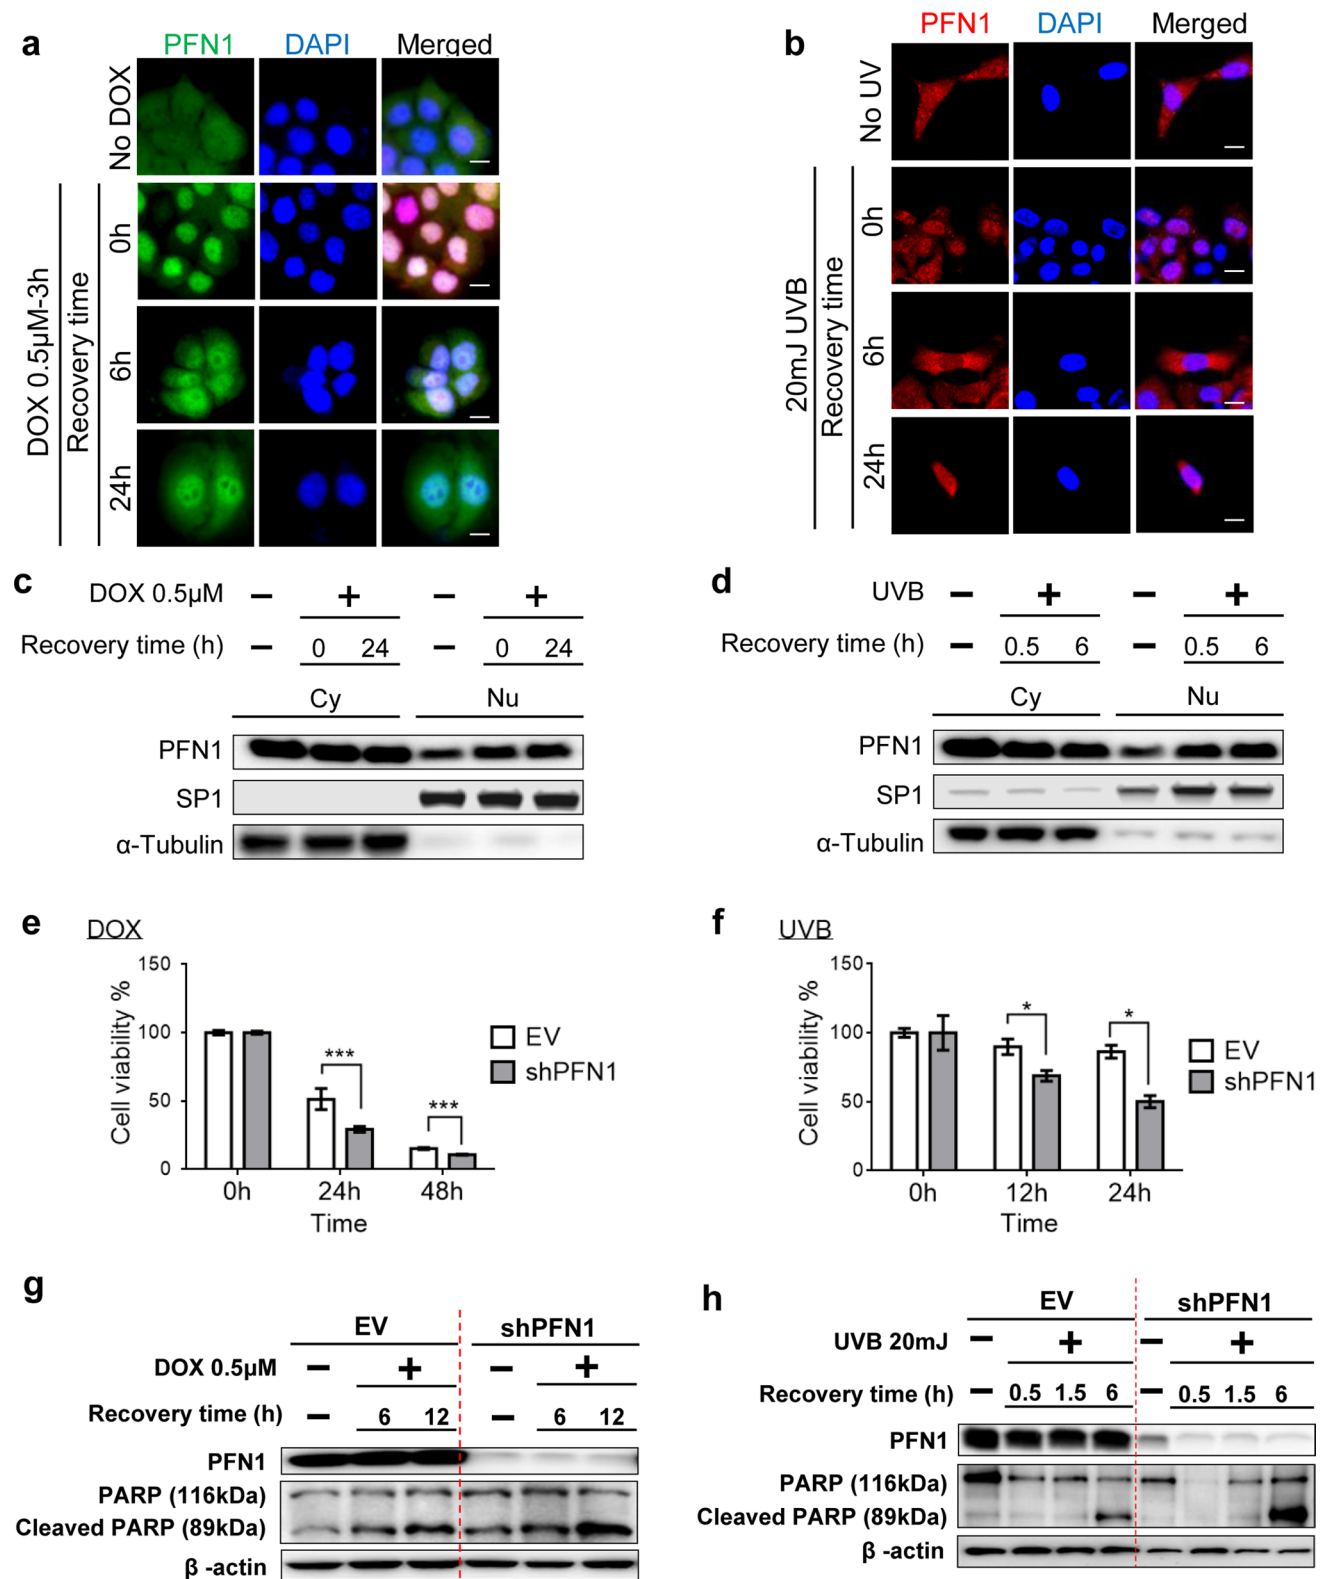 a
PFN1 DAPI Merged
No DOX
DOX 0.5μM-3h
Recovery time
0h
6h
24h
b
PFN1 DAPI Merged
No UV
20mJ UVB
Recovery time
0h
6h
24h
c
DOX 0.5μM − + − +
Recovery time (h) − 0 24 − 0 24
Cy Nu
PFN1
SP1
α-Tubulin
d
UVB − + − +
Recovery time (h) − 0.5 6 − 0.5 6
Cy Nu
PFN1
SP1
α-Tubulin
e
DOX
Cell viability %
150
100
50
0
***
***
0h 24h 48h
Time
EV
shPFN1
f
UVB
Cell viability %
150
100
50
0
*
*
0h 12h 24h
Time
EV
shPFN1
g
EV shPFN1
DOX 0.5μM − + − +
Recovery time (h) − 6 12 − 6 12
PFN1
PARP (116kDa)
Cleaved PARP (89kDa)
β -actin
h
EV shPFN1
UVB 20mJ − + − +
Recovery time (h) − 0.5 1.5 6 − 0.5 1.5 6
PFN1
PARP (116kDa)
Cleaved PARP (89kDa)
β -actin